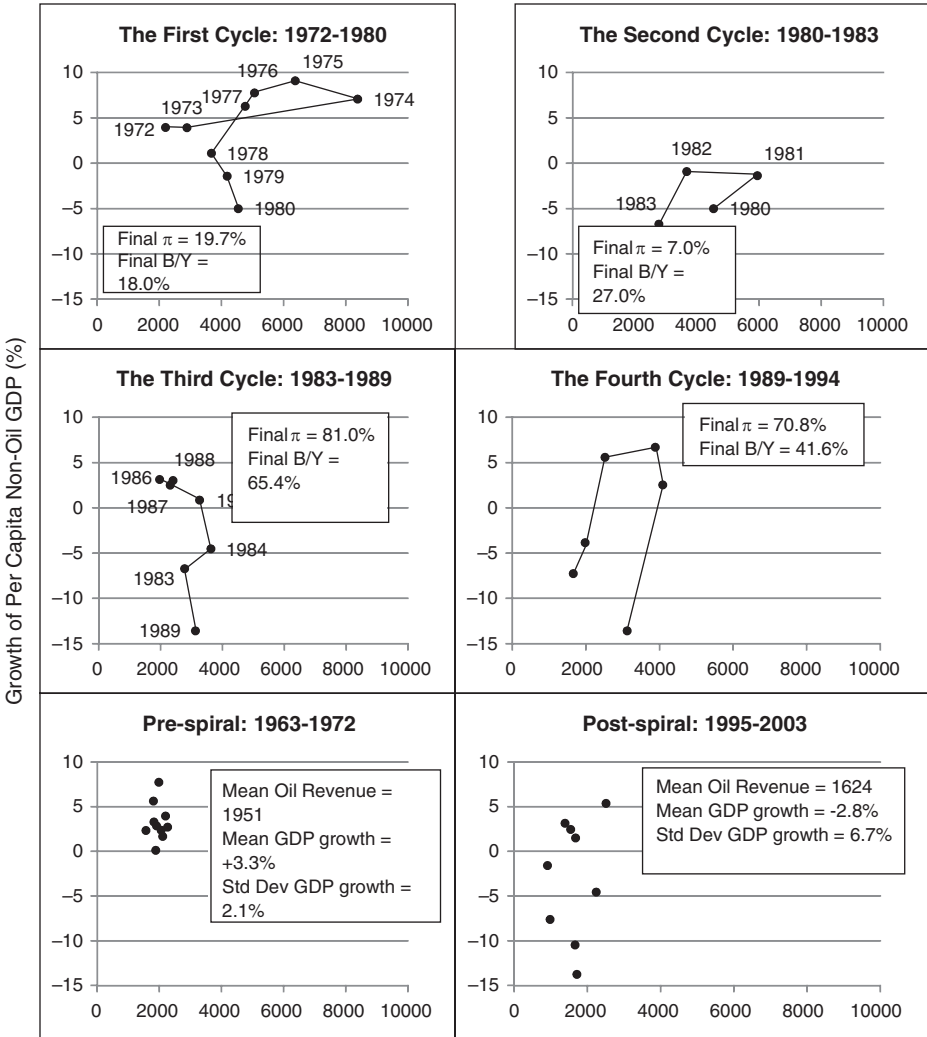 Growth of Per Capita Non-Oil GDP (%)
The First Cycle: 1972-1980
10
5
0
−5
−10
−15
0 2000 4000 6000 8000 10000
1972
1973
1974
1975
1976
1977
1978
1979
1980
Final π = 19.7%
Final B/Y =
18.0%
The Second Cycle: 1980-1983
10
5
0
−5
−10
−15
0 2000 4000 6000 8000 10000
1982
1981
1983
1980
Final π = 7.0%
Final B/Y =
27.0%
The Third Cycle: 1983-1989
10
5
0
−5
−10
−15
0 2000 4000 6000 8000 10000
1988
1986
1987
1984
1983
1989
Final π = 81.0%
Final B/Y =
65.4%
The Fourth Cycle: 1989-1994
10
5
0
−5
−10
−15
0 2000 4000 6000 8000 10000
Final π = 70.8%
Final B/Y = 41.6%
Pre-spiral: 1963-1972
10
5
0
−5
−10
−15
0 2000 4000 6000 8000 10000
Mean Oil Revenue =
1951
Mean GDP growth =
+3.3%
Std Dev GDP growth =
2.1%
Post-spiral: 1995-2003
10
5
0
−5
−10
−15
0 2000 4000 6000 8000 10000
Mean Oil Revenue = 1624
Mean GDP growth = -2.8%
Std Dev GDP growth = 6.7%